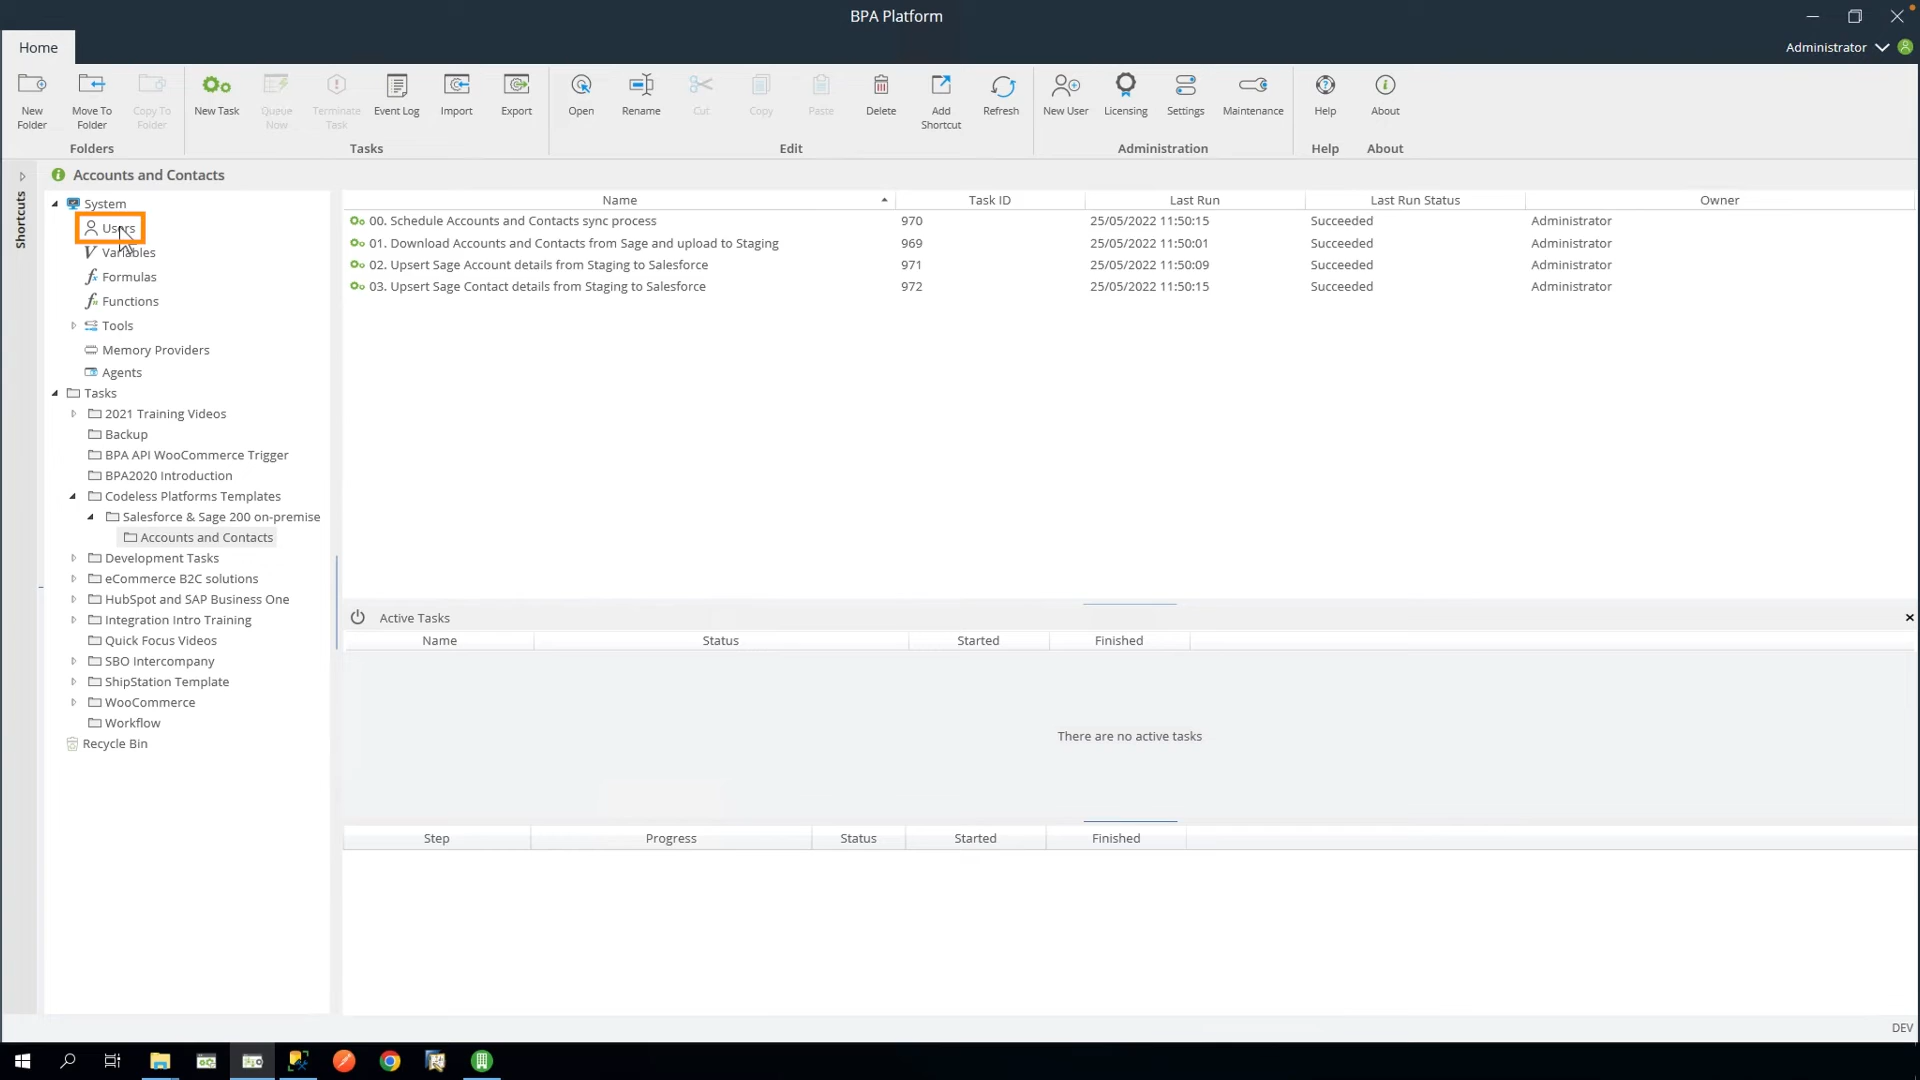 BPA Platform
Home
Administrator
New Folder
Move To Folder
Copy To Folder
New Task
Queue Now
Terminate Task
Event Log
Import
Export
Open
Rename
Cut
Copy
Paste
Delete
Add Shortcut
Refresh
New User
Licensing
Settings
Maintenance
Help
About
Folders
Tasks
Edit
Administration
Help
About
Shortcuts
Accounts and Contacts
System
Users
Variables
Formulas
Functions
Tools
Memory Providers
Agents
Tasks
2021 Training Videos
Backup
BPA API WooCommerce Trigger
BPA2020 Introduction
Codeless Platforms Templates
Salesforce & Sage 200 on-premise
Accounts and Contacts
Development Tasks
eCommerce B2C solutions
HubSpot and SAP Business One
Integration Intro Training
Quick Focus Videos
SBO Intercompany
ShipStation Template
WooCommerce
Workflow
Recycle Bin
Name Task ID Last Run Last Run Status Owner
00. Schedule Accounts and Contacts sync process 970 25/05/2022 11:50:15 Succeeded Administrator
01. Download Accounts and Contacts from Sage and upload to Staging 969 25/05/2022 11:50:01 Succeeded Administrator
02. Upsert Sage Account details from Staging to Salesforce 971 25/05/2022 11:50:09 Succeeded Administrator
03. Upsert Sage Contact details from Staging to Salesforce 972 25/05/2022 11:50:15 Succeeded Administrator
Active Tasks
Name Status Started Finished
There are no active tasks
Step Progress Status Started Finished
DEV